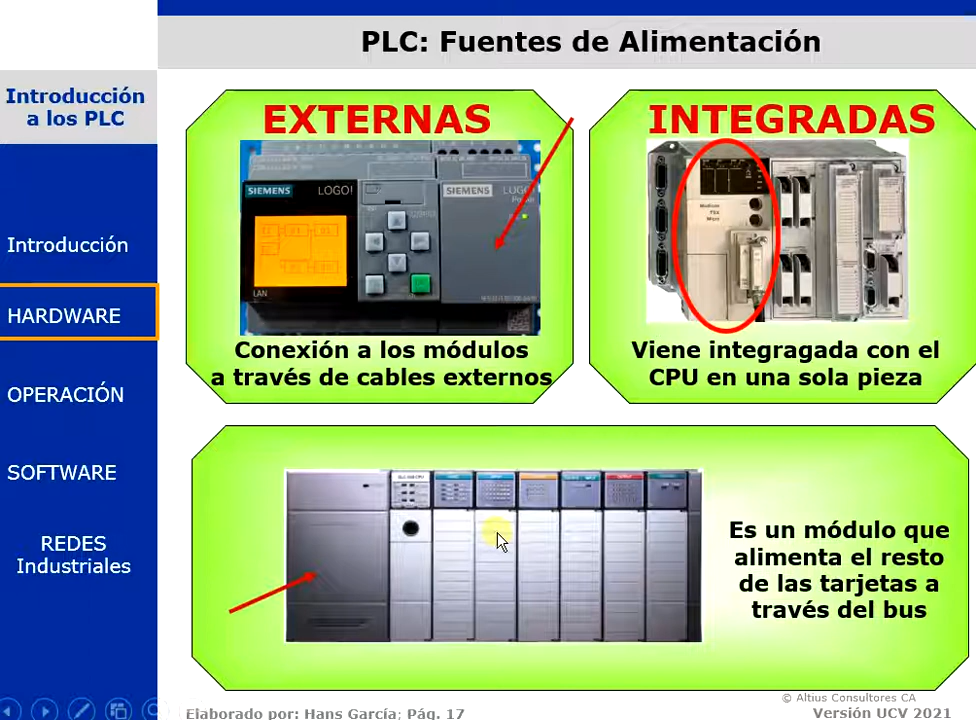 PLC: Fuentes de Alimentación
Introducción
a los PLC
Introducción
HARDWARE
OPERACIÓN
SOFTWARE
REDES
Industriales
EXTERNAS
SIEMENS
LOGO!
SIEMENS
LAN
Conexión a los módulos
a través de cables externos
INTEGRADAS
Viene integragada con el
CPU en una sola pieza
Es un módulo que
alimenta el resto
de las tarjetas a
través del bus
© Altius Consultores CA
Elaborado por: Hans García; Pág. 17
Versión UCV 2021